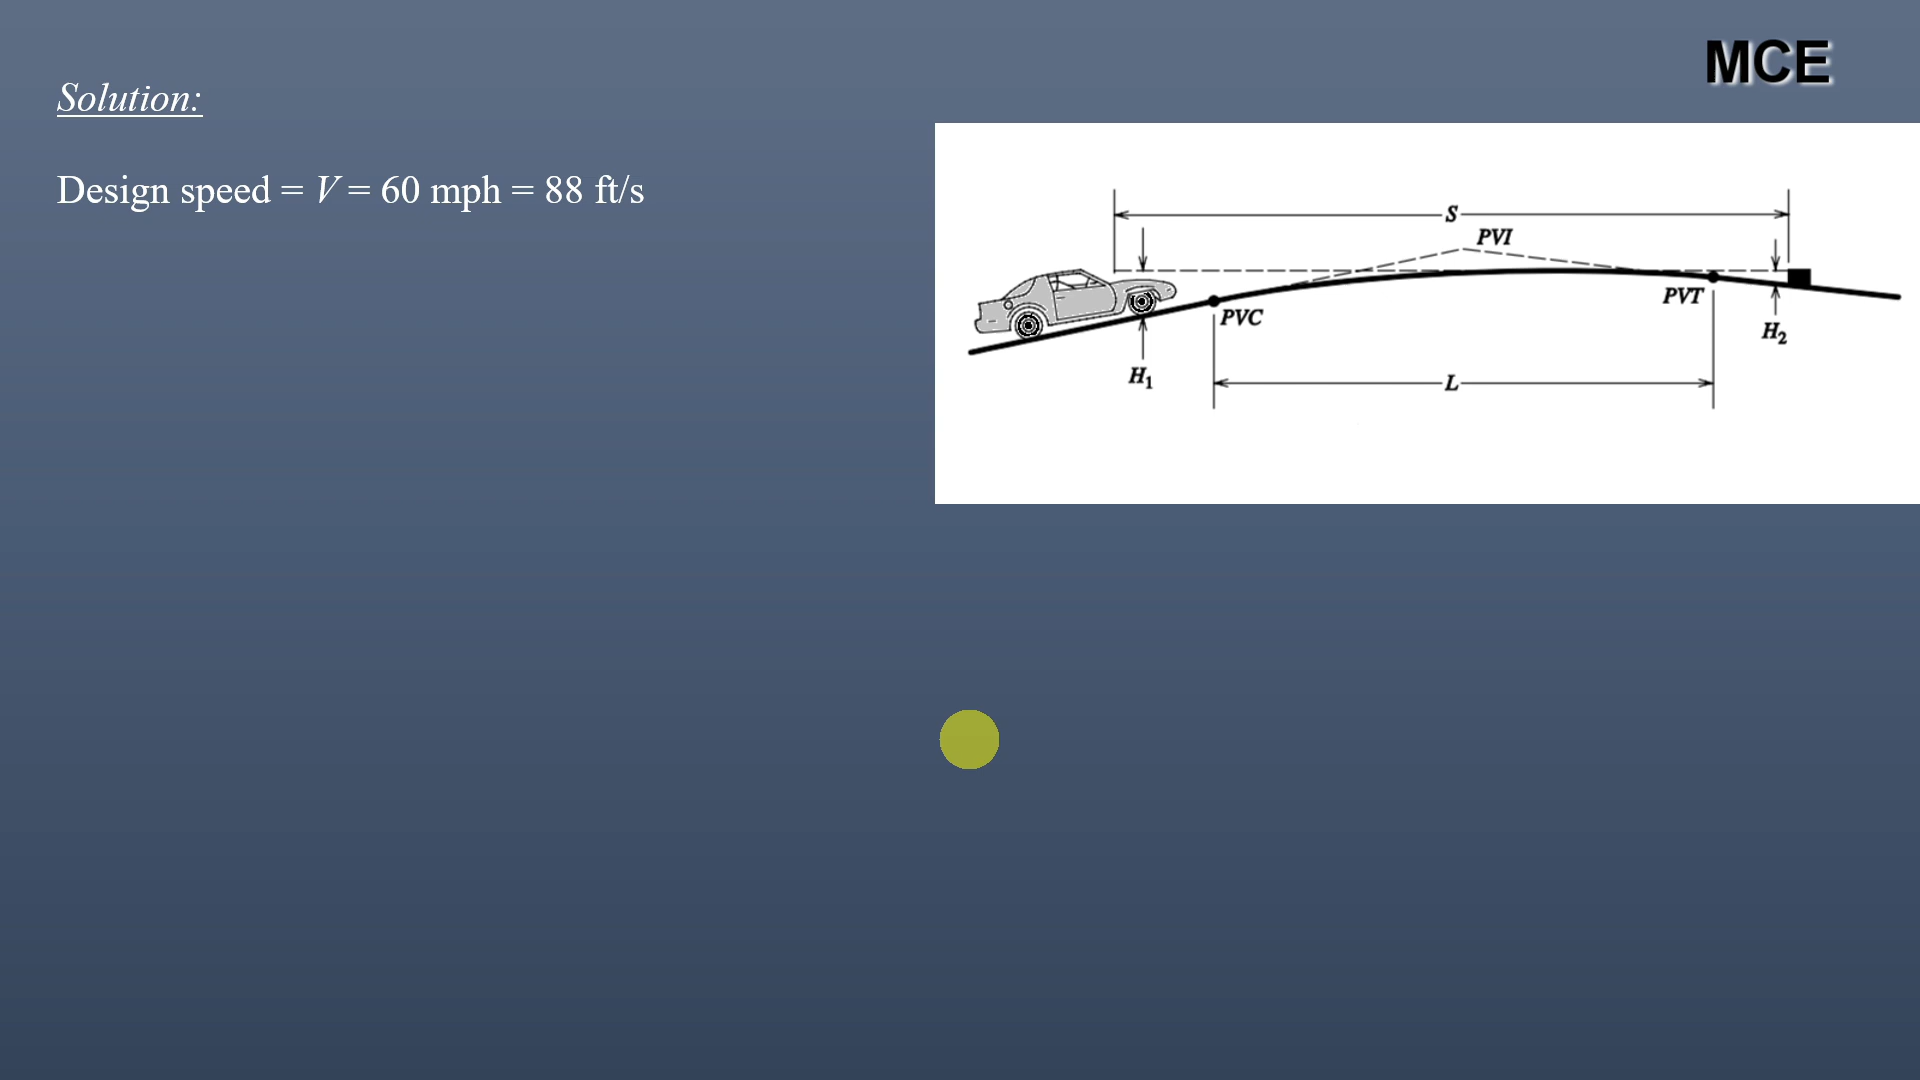 MCE
Solution:
Design speed = V = 60 mph = 88 ft/s
S
PVI
PVC
PVT
H₁
H₂
L